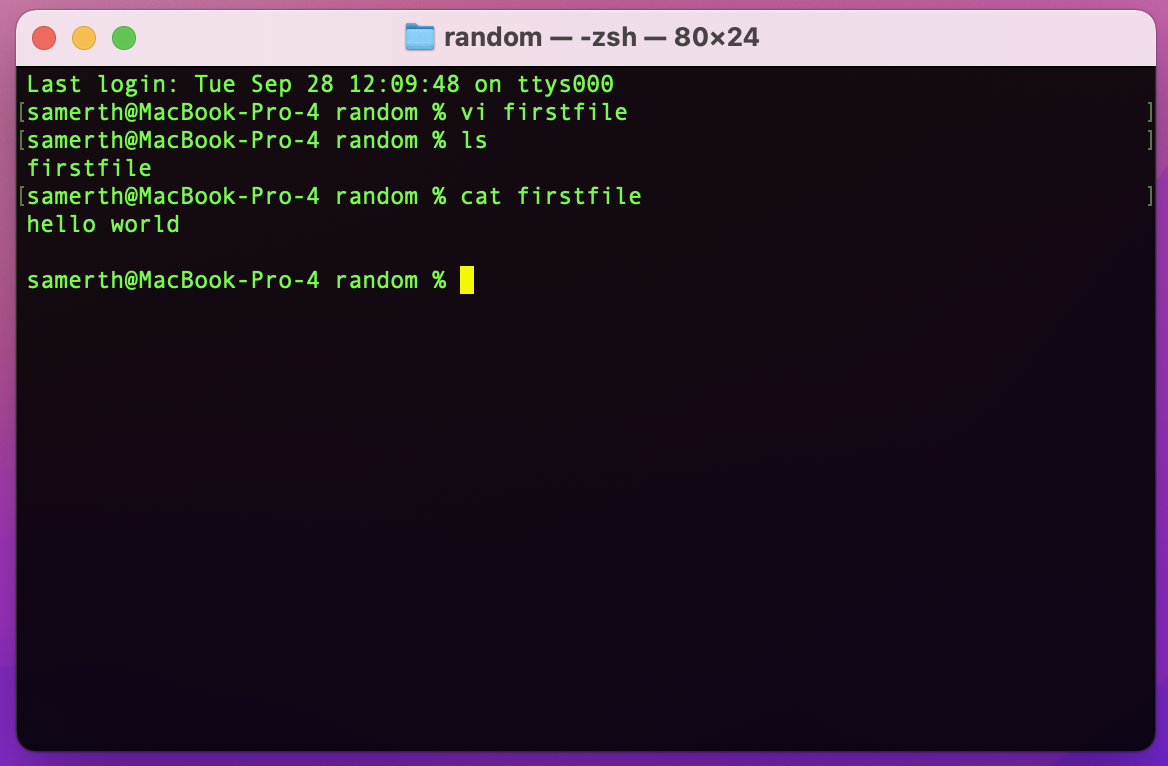 random — -zsh — 80×24
Last login: Tue Sep 28 12:09:48 on ttys000
[samerth@MacBook-Pro-4 random % vi firstfile ]
[samerth@MacBook-Pro-4 random % ls ]
firstfile
[samerth@MacBook-Pro-4 random % cat firstfile ]
hello world
samerth@MacBook-Pro-4 random %